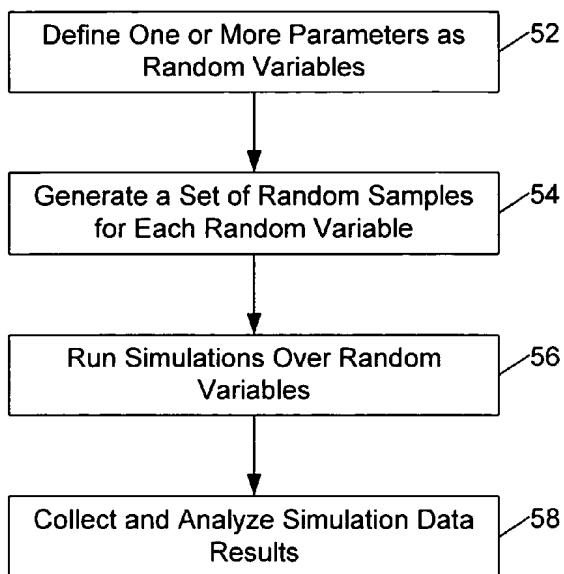 Define One or More Parameters as
Random Variables
52
Generate a Set of Random Samples
for Each Random Variable
54
Run Simulations Over Random
Variables
56
Collect and Analyze Simulation Data
Results
58